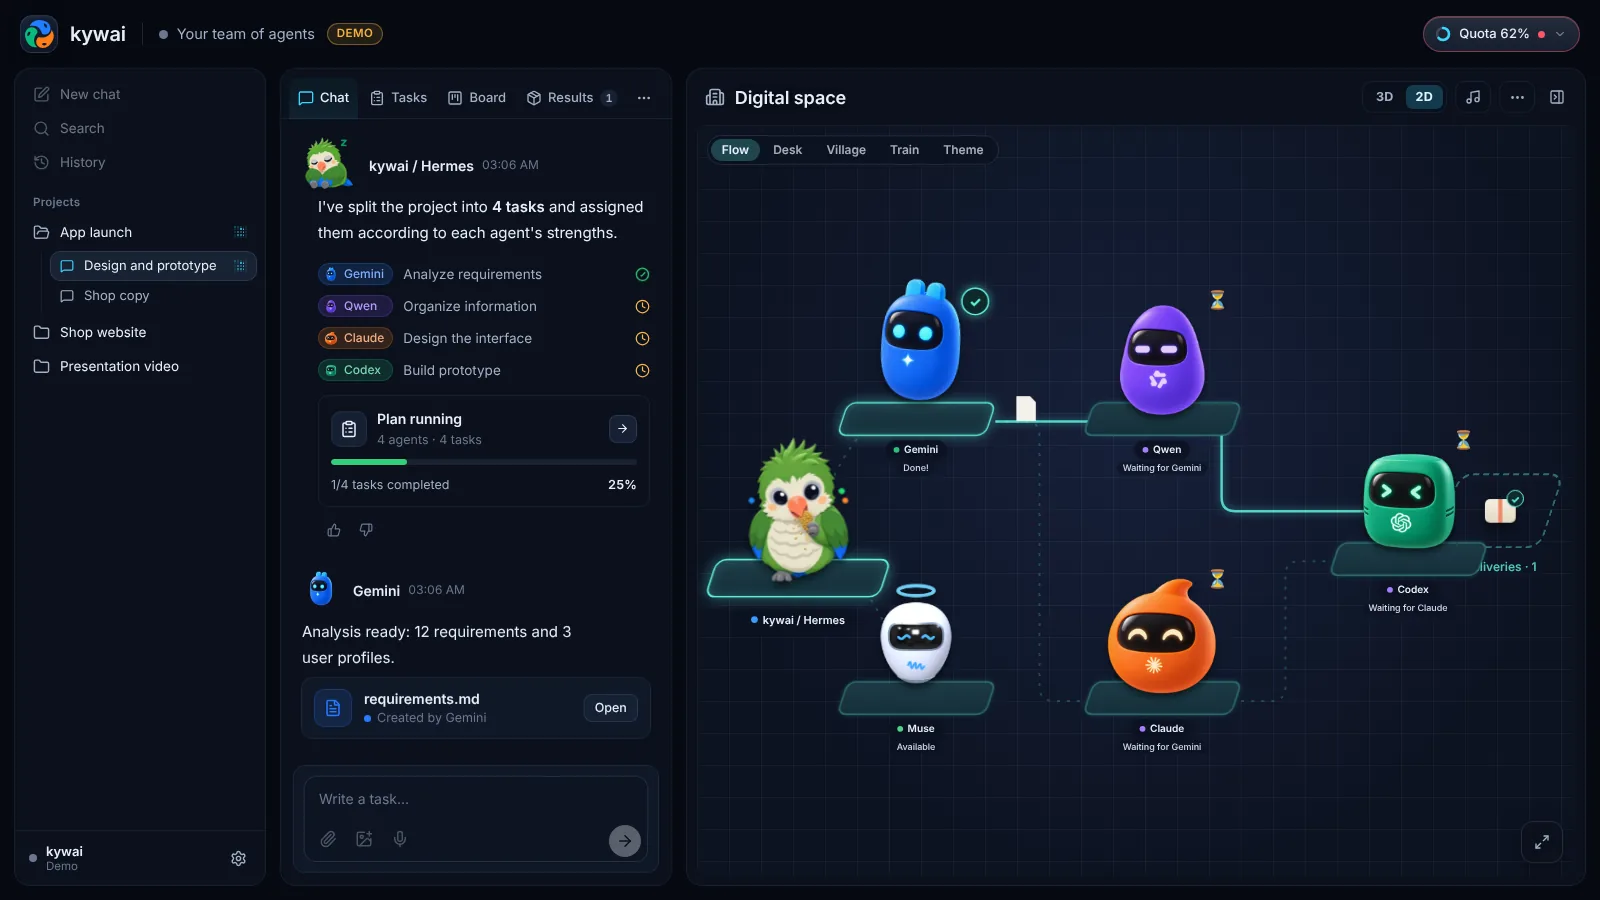 kywai
Your team of agents
DEMO
Quota 62%
New chat
Search
History
Projects
App launch
Design and prototype
Shop copy
Shop website
Presentation video
kywai
Demo
Chat
Tasks
Board
Results 1
z
kywai / Hermes 03:06 AM
I've split the project into 4 tasks and assigned
them according to each agent's strengths.
Gemini Analyze requirements
Qwen Organize information
Claude Design the interface
Codex Build prototype
Plan running
4 agents · 4 tasks
1/4 tasks completed 25%
Gemini 03:06 AM
Analysis ready: 12 requirements and 3
user profiles.
requirements.md
Created by Gemini
Open
Write a task...
Digital space
3D 2D
Flow Desk Village Train Theme
Gemini
Done!
Qwen
Waiting for Gemini
kywai / Hermes
liveries · 1
Codex
Waiting for Claude
Muse
Available
Claude
Waiting for Gemini